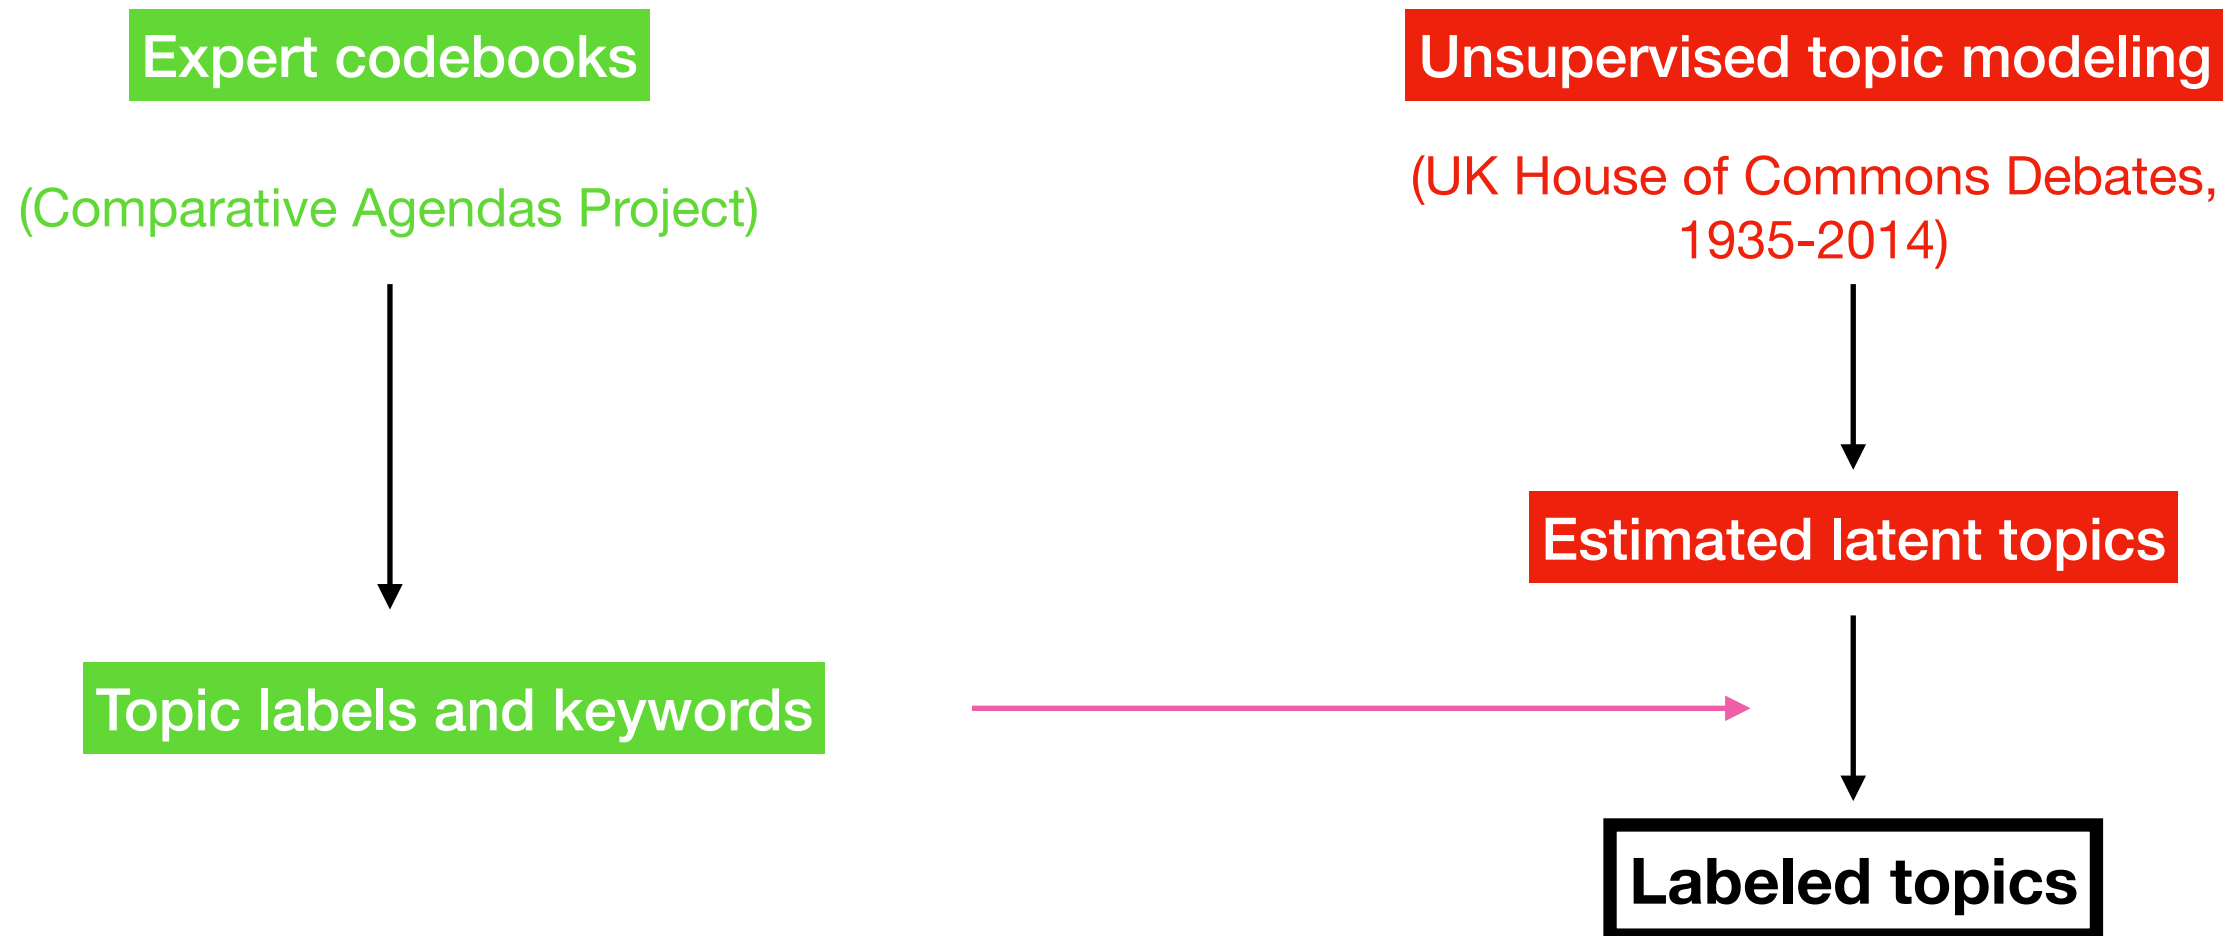 Expert codebooks
(Comparative Agendas Project)
Topic labels and keywords
Unsupervised topic modeling
(UK House of Commons Debates,
1935-2014)
Estimated latent topics
Labeled topics